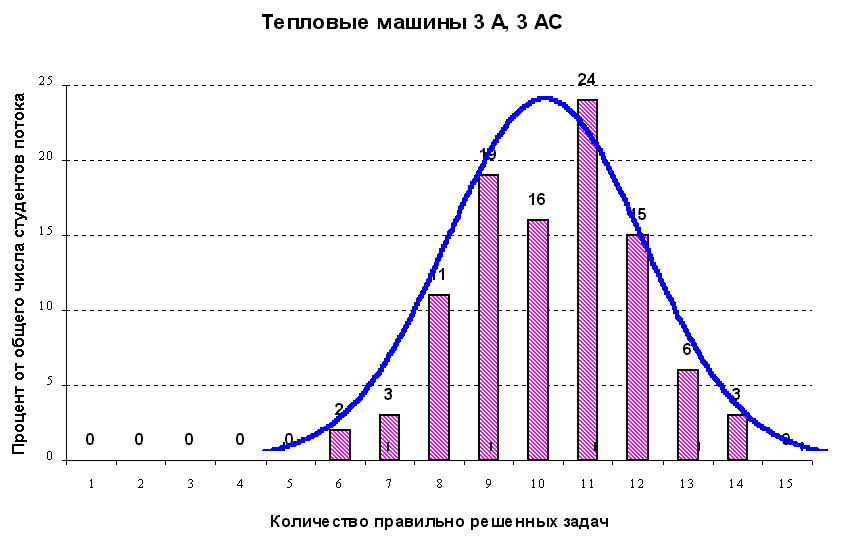 Тепловые машины 3 А, 3 АС
Процент от общего числа студентов потока
25
20
15
10
5
0
0 0 0 0 0 2 3 11 19 16 24 15 6 3 0
1 2 3 4 5 6 7 8 9 10 11 12 13 14 15
Количество правильно решенных задач